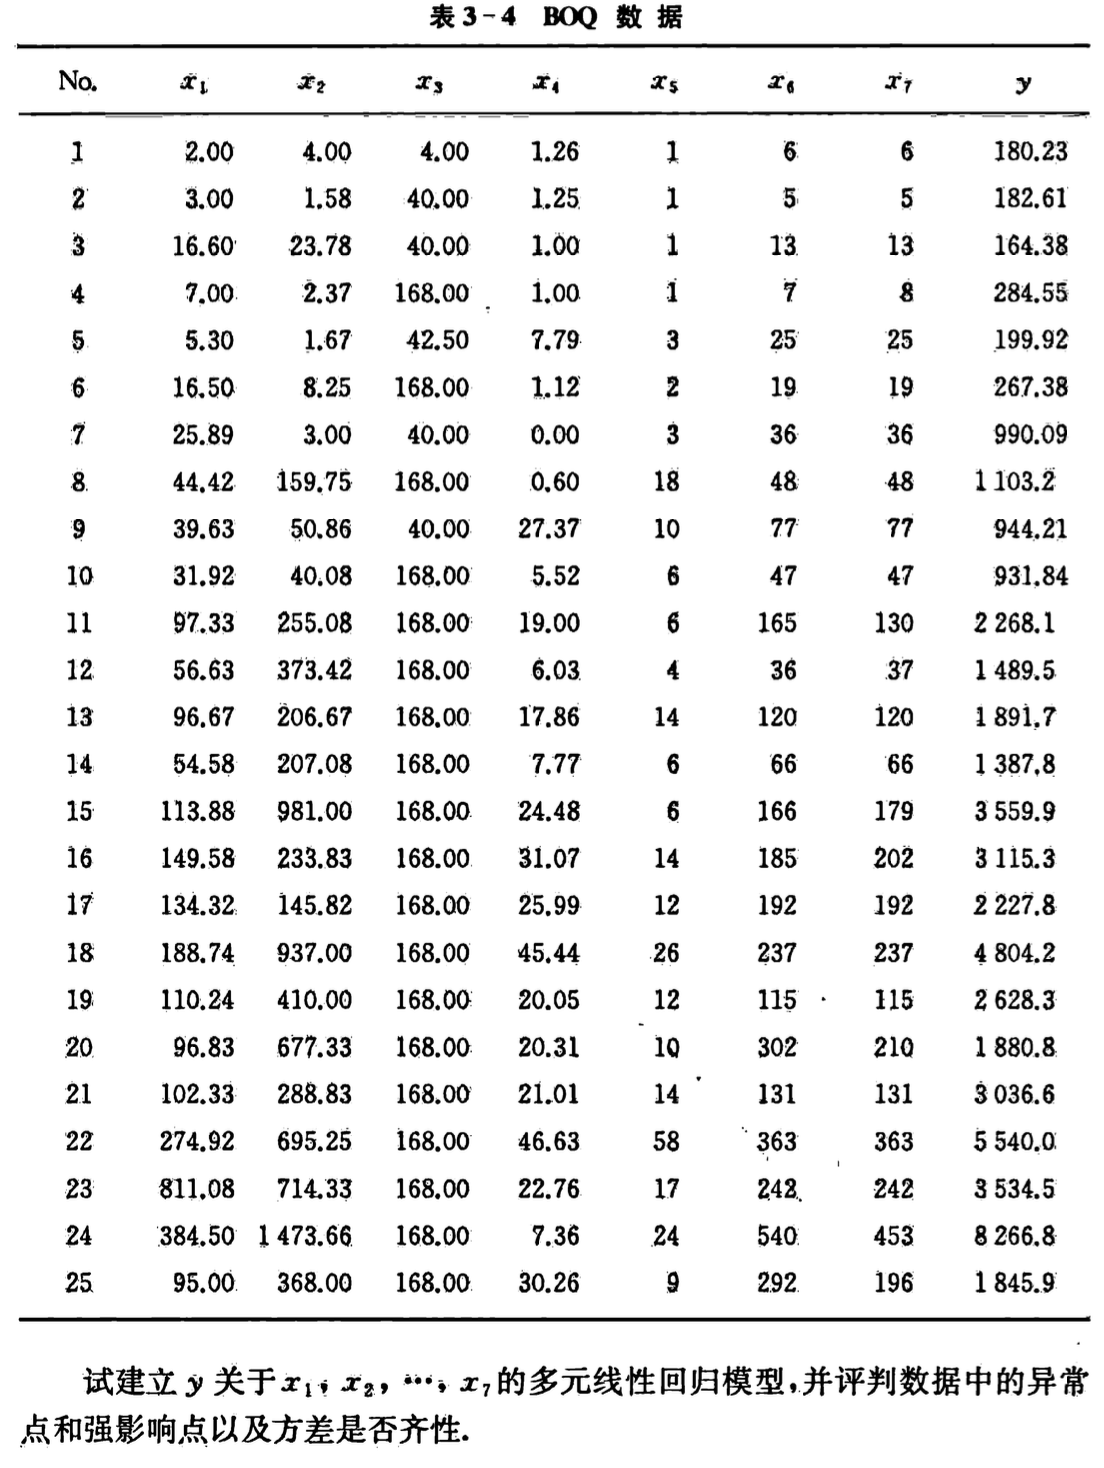 表3-4 BOQ 数据
No. x₁ x₂ x₃ x₄ x₅ x₆ x₇ y
1 2.00 4.00 4.00 1.26 1 6 6 180.23
2 3.00 1.58 40.00 1.25 1 5 5 182.61
3 16.60 23.78 40.00 1.00 1 13 13 164.38
4 7.00 2.37 168.00 1.00 1 7 8 284.55
5 5.30 1.67 42.50 7.79 3 25 25 199.92
6 16.50 8.25 168.00 1.12 2 19 19 267.38
7 25.89 3.00 40.00 0.00 3 36 36 990.09
8 44.42 159.75 168.00 0.60 18 48 48 1 103.2
9 39.63 50.86 40.00 27.37 10 77 77 944.21
10 31.92 40.08 168.00 5.52 6 47 47 931.84
11 97.33 255.08 168.00 19.00 6 165 130 2 268.1
12 56.63 373.42 168.00 6.03 4 36 37 1 489.5
13 96.67 206.67 168.00 17.86 14 120 120 1 891.7
14 54.58 207.08 168.00 7.77 6 66 66 1 387.8
15 113.88 981.00 168.00 24.48 6 166 179 3 559.9
16 149.58 233.83 168.00 31.07 14 185 202 3 115.3
17 134.32 145.82 168.00 25.99 12 192 192 2 227.8
18 188.74 937.00 168.00 45.44 26 237 237 4 804.2
19 110.24 410.00 168.00 20.05 12 115 115 2 628.3
20 96.83 677.33 168.00 20.31 10 302 210 1 880.8
21 102.33 288.83 168.00 21.01 14 131 131 3 036.6
22 274.92 695.25 168.00 46.63 58 363 363 5 540.0
23 811.08 714.33 168.00 22.76 17 242 242 3 534.5
24 384.50 1 473.66 168.00 7.36 24 540 453 8 266.8
25 95.00 368.00 168.00 30.26 9 292 196 1 845.9
试建立 y 关于 x₁, x₂, ···, x₇ 的多元线性回归模型,并评判数据中的异常
点和强影响点以及方差是否齐性.